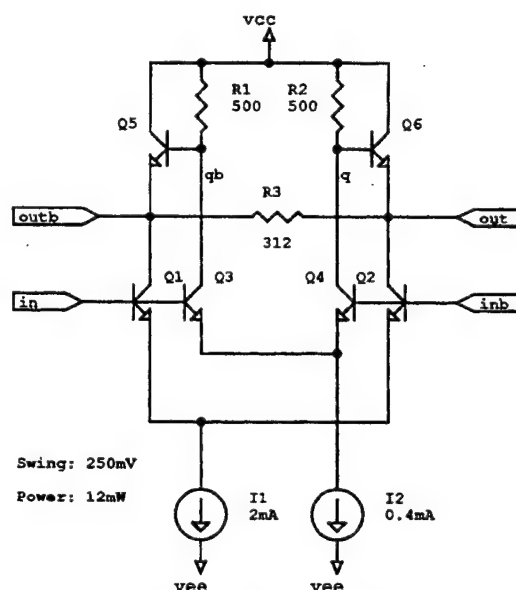 vcc
R1 R2
500 500
Q5 Q6
qb q
R3
outb out
312
Q1 Q3 Q4 Q2
in inb
Swing: 250mV
Power: 12mW
I1 I2
2mA 0.4mA
vee vee